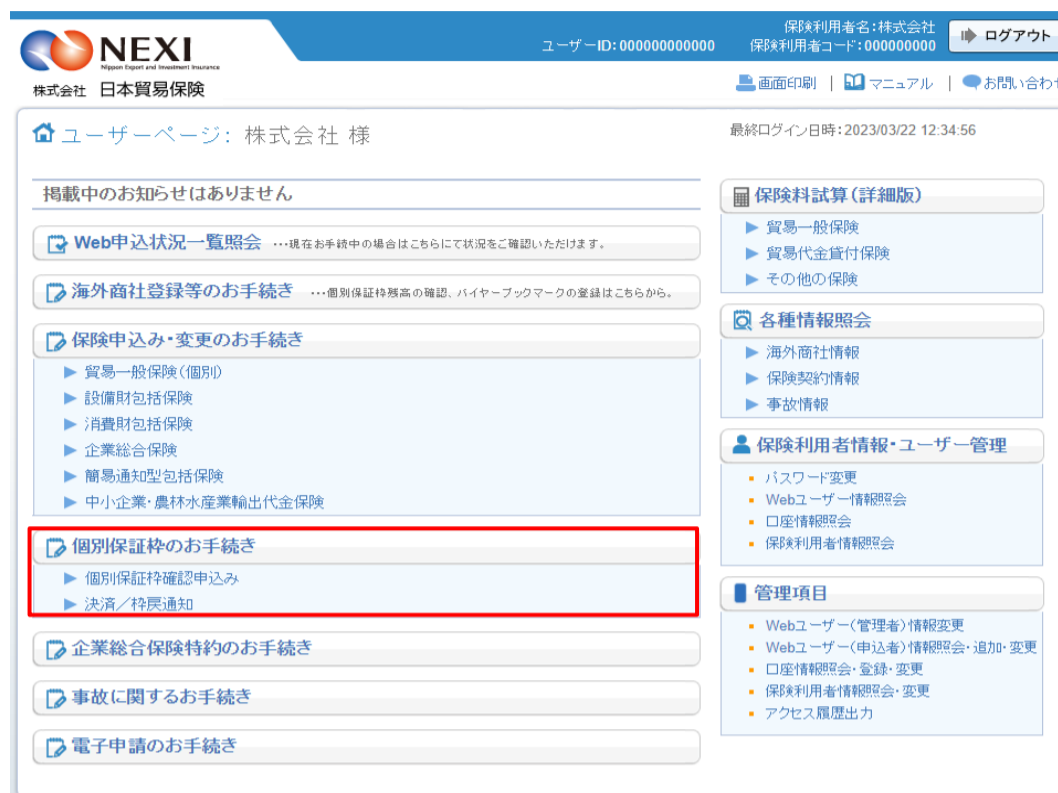 NEXI
Nippon Export and Investment Insurance
株式会社 日本貿易保険
ユーザーID:000000000000
保険利用者名:株式会社
保険利用者コード:000000000
ログアウト
画面印刷 | マニュアル | お問い合わせ
ユーザーページ: 株式会社 様
最終ログイン日時:2023/03/22 12:34:56
掲載中のお知らせはありません
Web申込状況一覧照会 …現在お手続中の場合はこちらにて状況をご確認いただけます。
海外商社登録等のお手続き …個別保証枠残高の確認、バイヤーブックマークの登録はこちらから。
保険申込み・変更のお手続き
貿易一般保険(個別)
設備財包括保険
消費財包括保険
企業総合保険
簡易通知型包括保険
中小企業・農林水産業輸出代金保険
個別保証枠のお手続き
個別保証枠確認申込み
決済/枠戻通知
企業総合保険特約のお手続き
事故に関するお手続き
電子申請のお手続き
保険料試算(詳細版)
貿易一般保険
貿易代金貸付保険
その他の保険
各種情報照会
海外商社情報
保険契約情報
事故情報
保険利用者情報・ユーザー管理
パスワード変更
Webユーザー情報照会
口座情報照会
保険利用者情報照会
管理項目
Webユーザー(管理者)情報変更
Webユーザー(申込者)情報照会・追加・変更
口座情報照会・登録・変更
保険利用者情報照会・変更
アクセス履歴出力